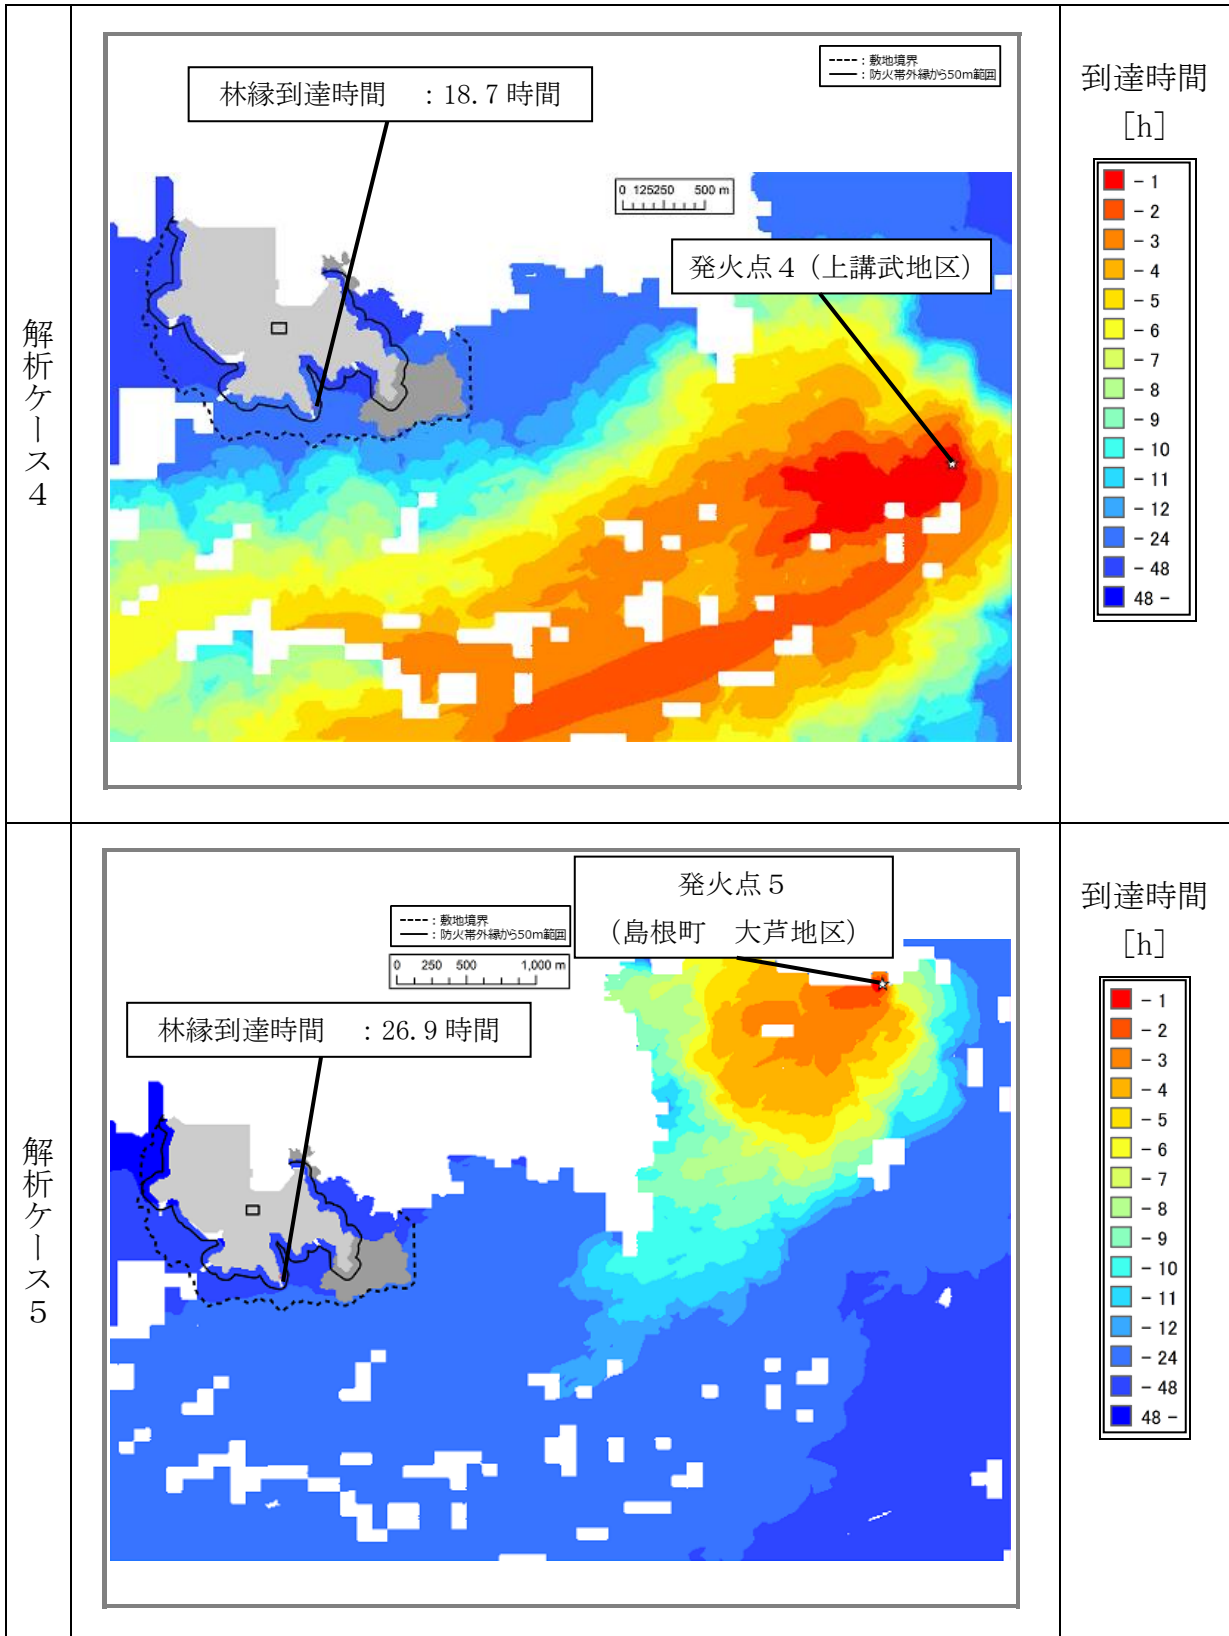 解析ケース4
林縁到達時間　：18.7 時間
----：敷地境界
――：防火帯外縁から50m範囲
0 125250 500 m
発火点４（上講武地区）
到達時間
[h]
- 1
- 2
- 3
- 4
- 5
- 6
- 7
- 8
- 9
- 10
- 11
- 12
- 24
- 48
48 -
解析ケース5
発火点５
（島根町　大芦地区）
----：敷地境界
――：防火帯外縁から50m範囲
0 250 500 1,000 m
林縁到達時間　：26.9 時間
到達時間
[h]
- 1
- 2
- 3
- 4
- 5
- 6
- 7
- 8
- 9
- 10
- 11
- 12
- 24
- 48
48 -